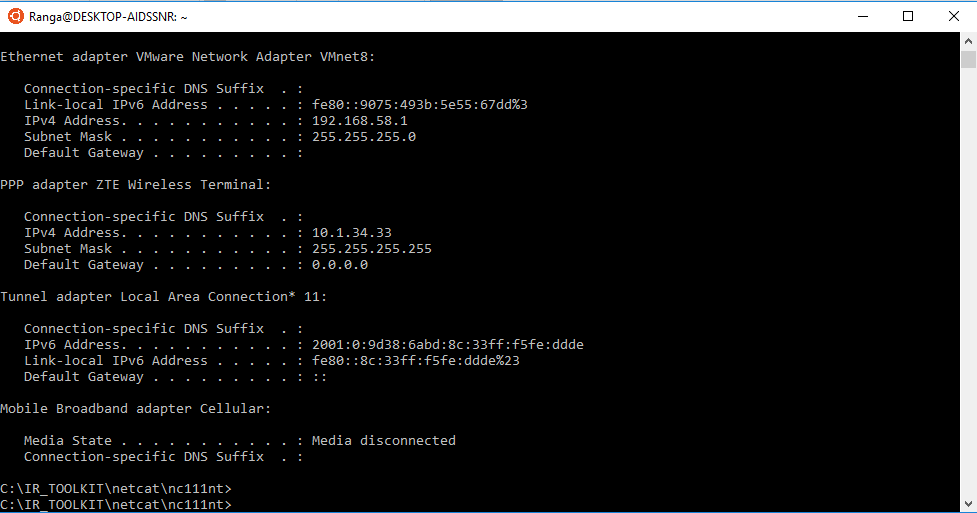 Ranga@DESKTOP-AIDSSNR: ~
Ethernet adapter VMware Network Adapter VMnet8:
Connection-specific DNS Suffix  . :
Link-local IPv6 Address . . . . . : fe80::9075:493b:5e55:67dd%3
IPv4 Address. . . . . . . . . . . : 192.168.58.1
Subnet Mask . . . . . . . . . . . : 255.255.255.0
Default Gateway . . . . . . . . . :
PPP adapter ZTE Wireless Terminal:
Connection-specific DNS Suffix  . :
IPv4 Address. . . . . . . . . . . : 10.1.34.33
Subnet Mask . . . . . . . . . . . : 255.255.255.255
Default Gateway . . . . . . . . . : 0.0.0.0
Tunnel adapter Local Area Connection* 11:
Connection-specific DNS Suffix  . :
IPv6 Address. . . . . . . . . . . : 2001:0:9d38:6abd:8c:33ff:f5fe:ddde
Link-local IPv6 Address . . . . . : fe80::8c:33ff:f5fe:ddde%23
Default Gateway . . . . . . . . . : ::
Mobile Broadband adapter Cellular:
Media State . . . . . . . . . . . : Media disconnected
Connection-specific DNS Suffix  . :
C:\IR_TOOLKIT\netcat\nc111nt>
C:\IR_TOOLKIT\netcat\nc111nt>